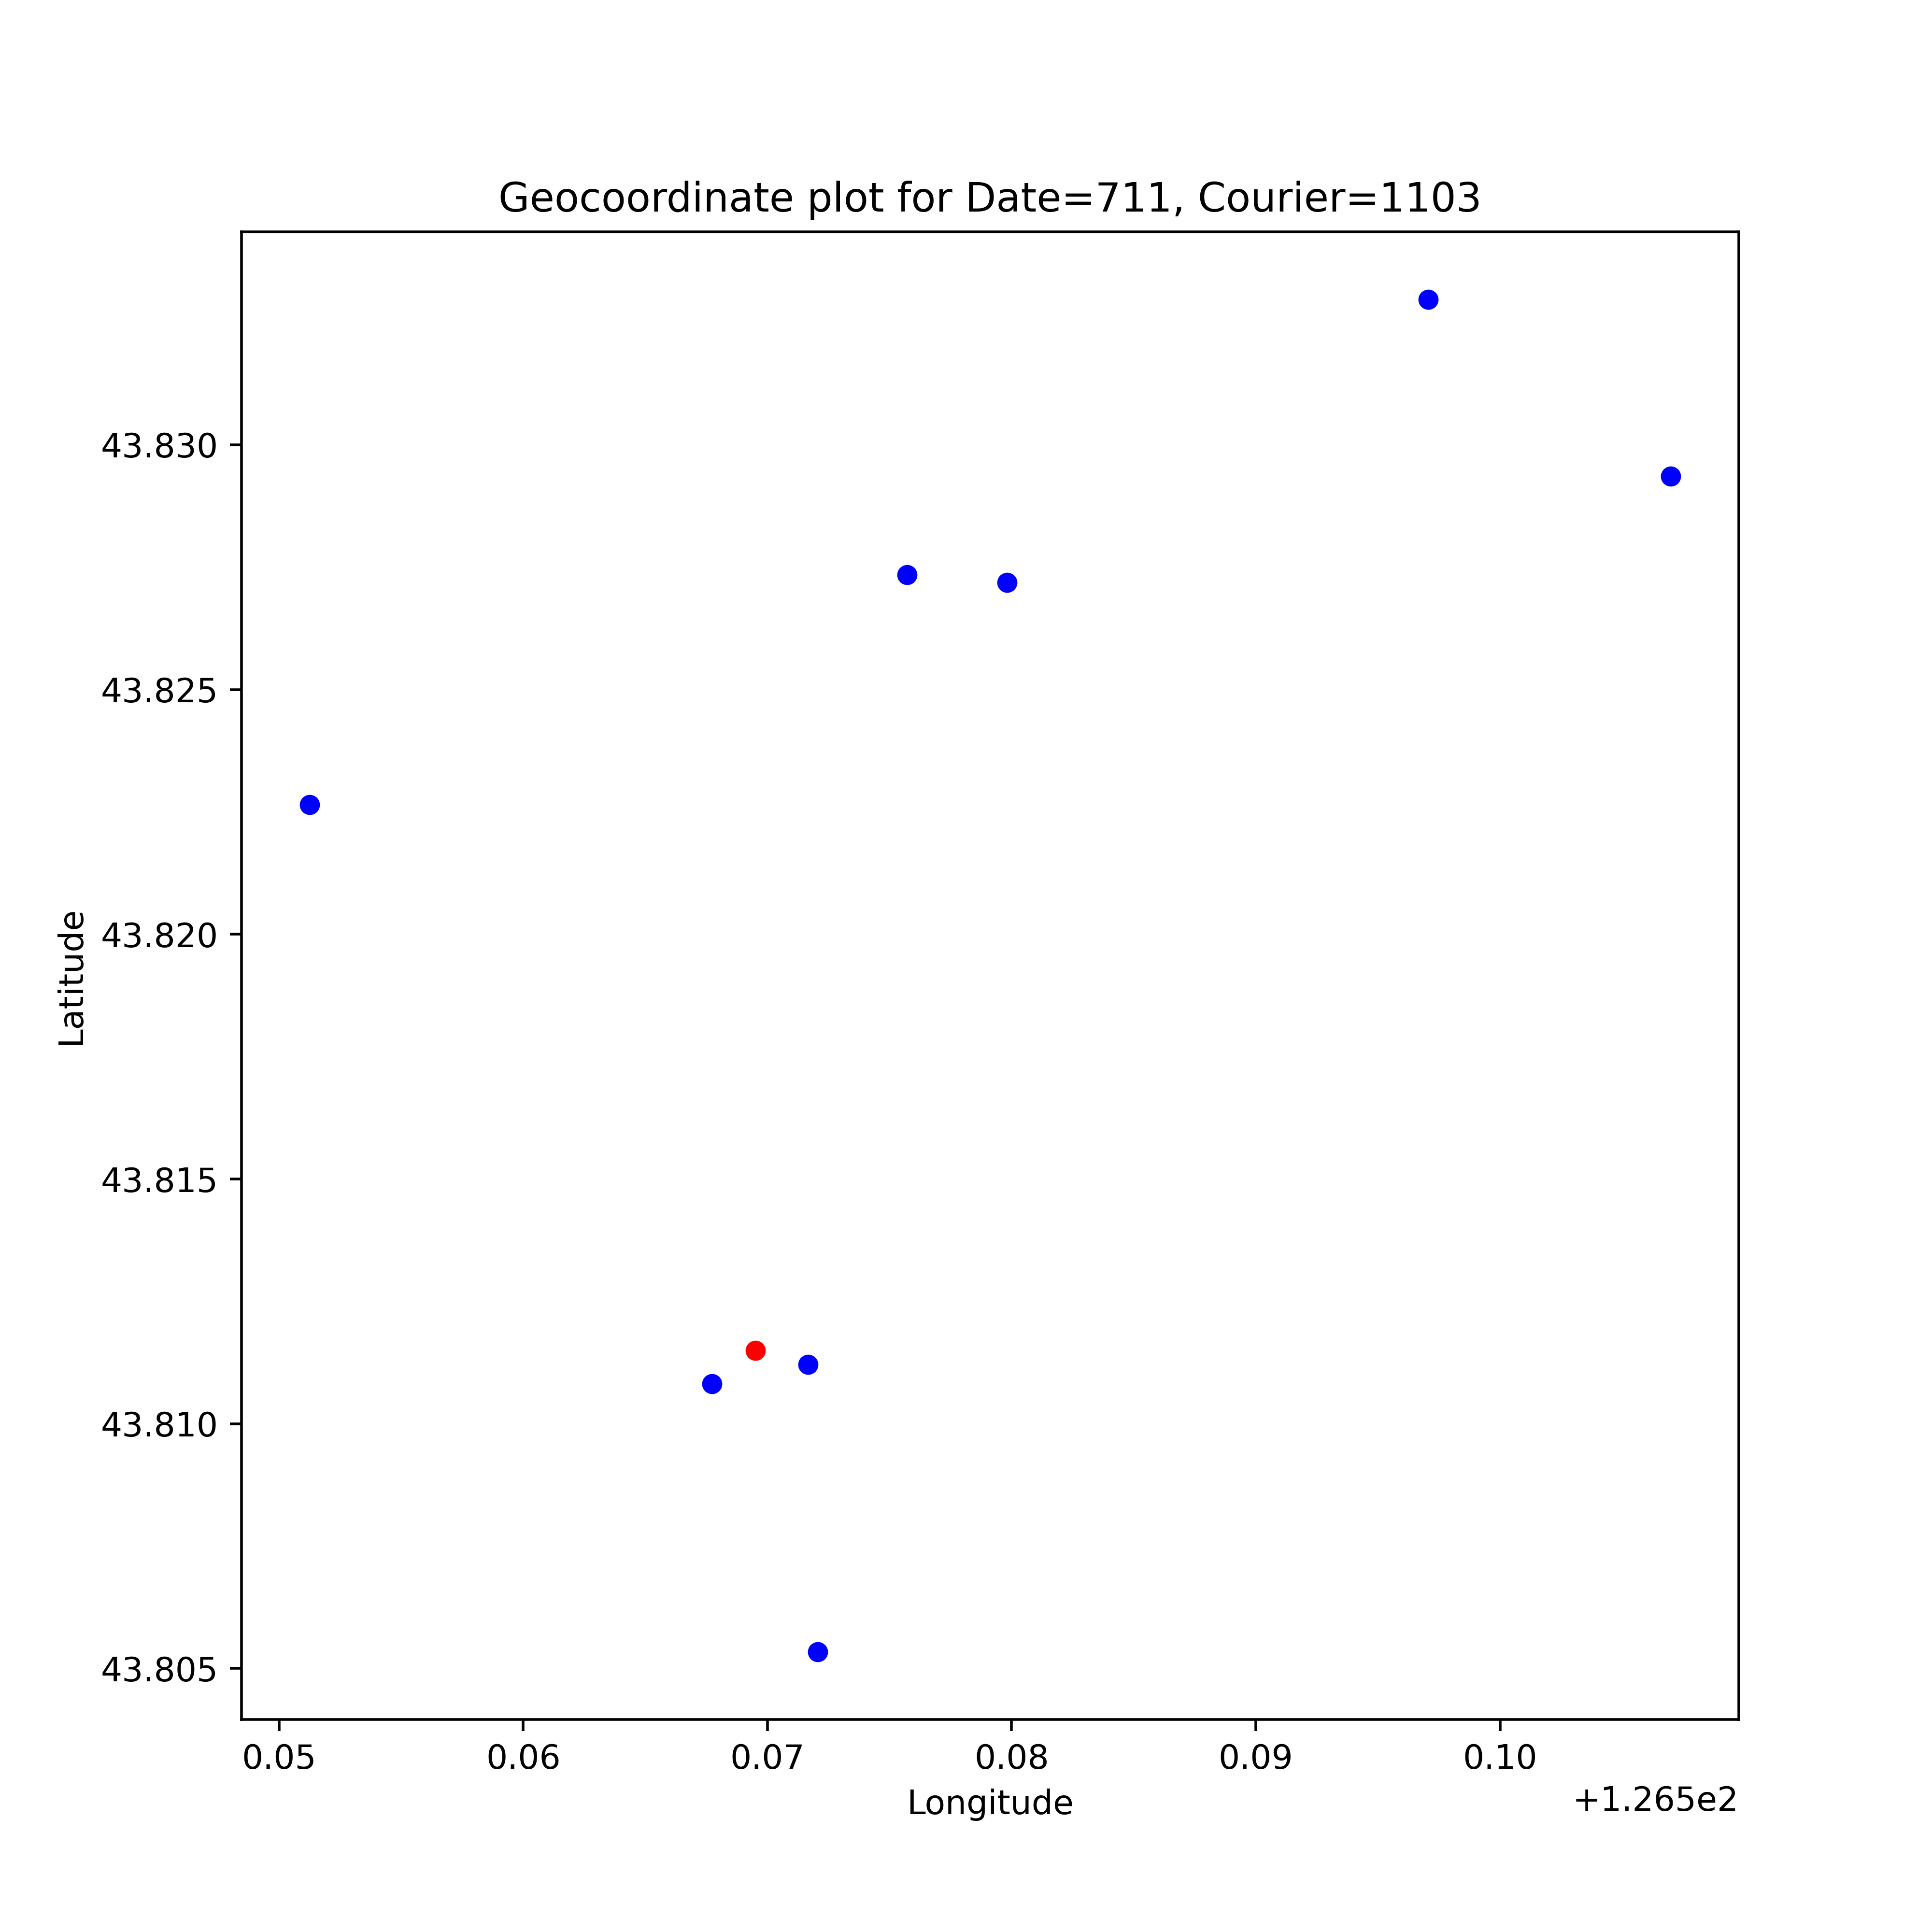 Geocoordinate plot for Date=711, Courier=1103
43.830
43.825
43.820
43.815
43.810
43.805
Latitude
0.05 0.06 0.07 0.08 0.09 0.10
+1.265e2
Longitude